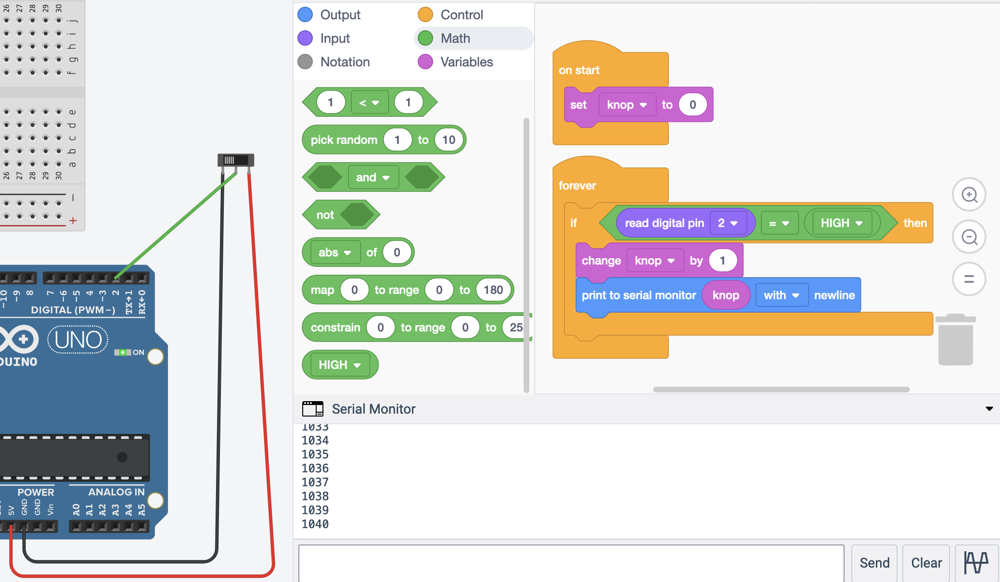 26 27 28 29 30
j
i
h
g
f
e
d
c
b
a
26 27 28 29 30
−
+
~10 ~9 8 7 ~6 ~5 4 ~3 2 TX→1 RX←0
DIGITAL (PWM~)
UNO
ON
DUINO
POWER
ANALOG IN
5V GND GND Vin A0 A1 A2 A3 A4 A5
Output
Control
Input
Math
Notation
Variables
1 < 1
pick random 1 to 10
and
not
abs of 0
map 0 to range 0 to 180
constrain 0 to range 0 to 25
HIGH
on start
set knop to 0
forever
if read digital pin 2 = HIGH then
change knop by 1
print to serial monitor knop with newline
Serial Monitor
1033
1034
1035
1036
1037
1038
1039
1040
Send
Clear